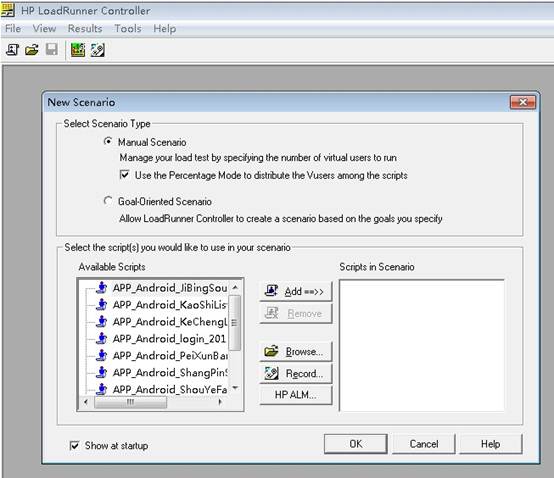 HP LoadRunner Controller
File View Results Tools Help
New Scenario
Select Scenario Type
Manual Scenario
Manage your load test by specifying the number of virtual users to run
Use the Percentage Mode to distribute the Vusers among the scripts
Goal-Oriented Scenario
Allow LoadRunner Controller to create a scenario based on the goals you specify
Select the script(s) you would like to use in your scenario
Available Scripts
Scripts in Scenario
APP_Android_JiBingSou
APP_Android_KaoShiLis
APP_Android_KeChengL
APP_Android_login_201
APP_Android_PeiXunBan
APP_Android_ShangPinS
APP_Android_ShouYeFa
Add ==>>
Remove
Browse...
Record...
HP ALM...
Show at startup
OK Cancel Help